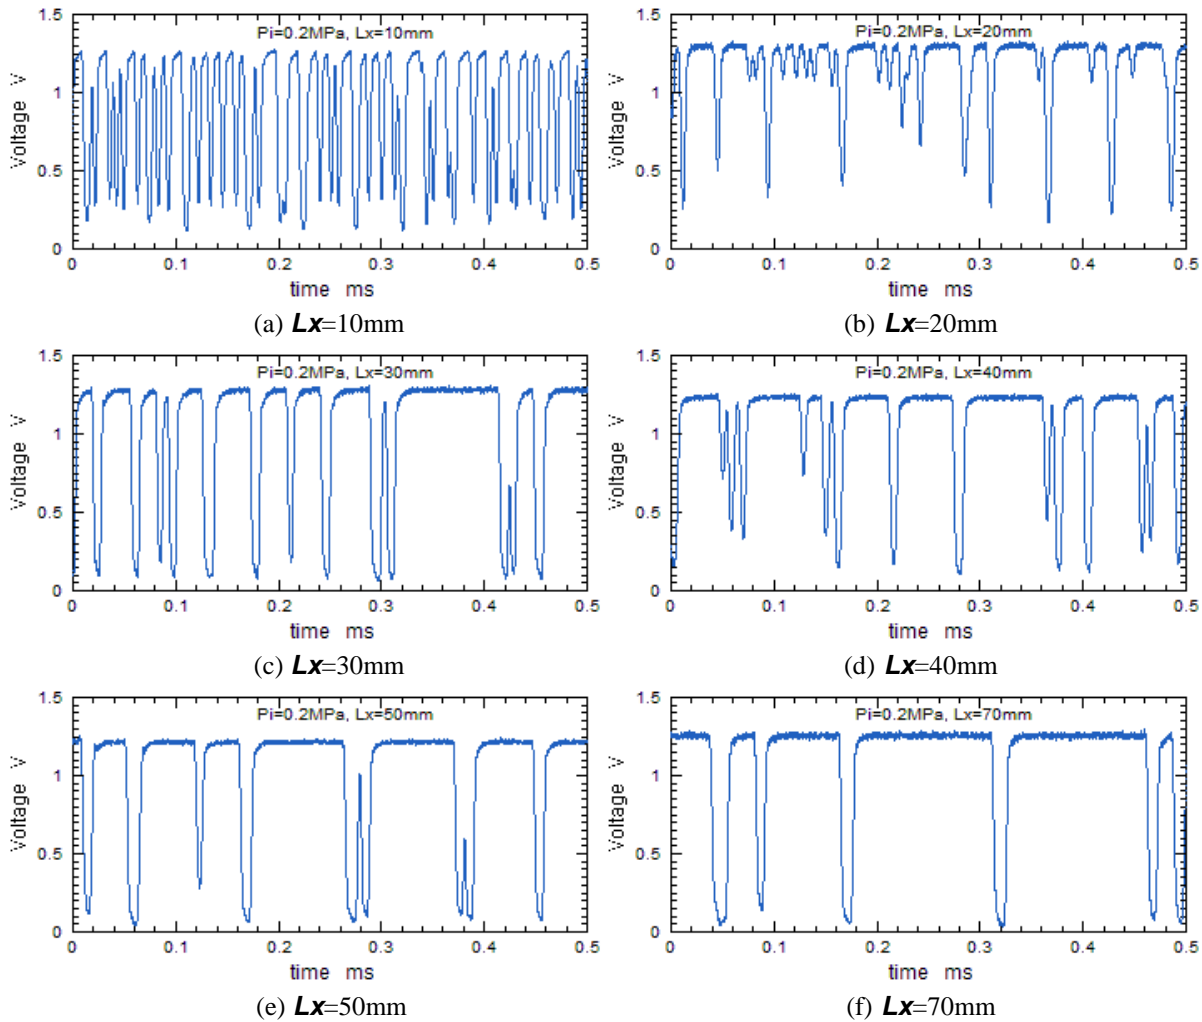 Pi=0.2MPa, Lx=10mm
Voltage V
1.5
1
0.5
0
0 0.1 0.2 0.3 0.4 0.5
time ms
(a) Lx=10mm
Pi=0.2MPa, Lx=20mm
Voltage V
1.5
1
0.5
0
0 0.1 0.2 0.3 0.4 0.5
time ms
(b) Lx=20mm
Pi=0.2MPa, Lx=30mm
Voltage V
1.5
1
0.5
0
0 0.1 0.2 0.3 0.4 0.5
time ms
(c) Lx=30mm
Pi=0.2MPa, Lx=40mm
Voltage V
1.5
1
0.5
0
0 0.1 0.2 0.3 0.4 0.5
time ms
(d) Lx=40mm
Pi=0.2MPa, Lx=50mm
Voltage V
1.5
1
0.5
0
0 0.1 0.2 0.3 0.4 0.5
time ms
(e) Lx=50mm
Pi=0.2MPa, Lx=70mm
Voltage V
1.5
1
0.5
0
0 0.1 0.2 0.3 0.4 0.5
time ms
(f) Lx=70mm